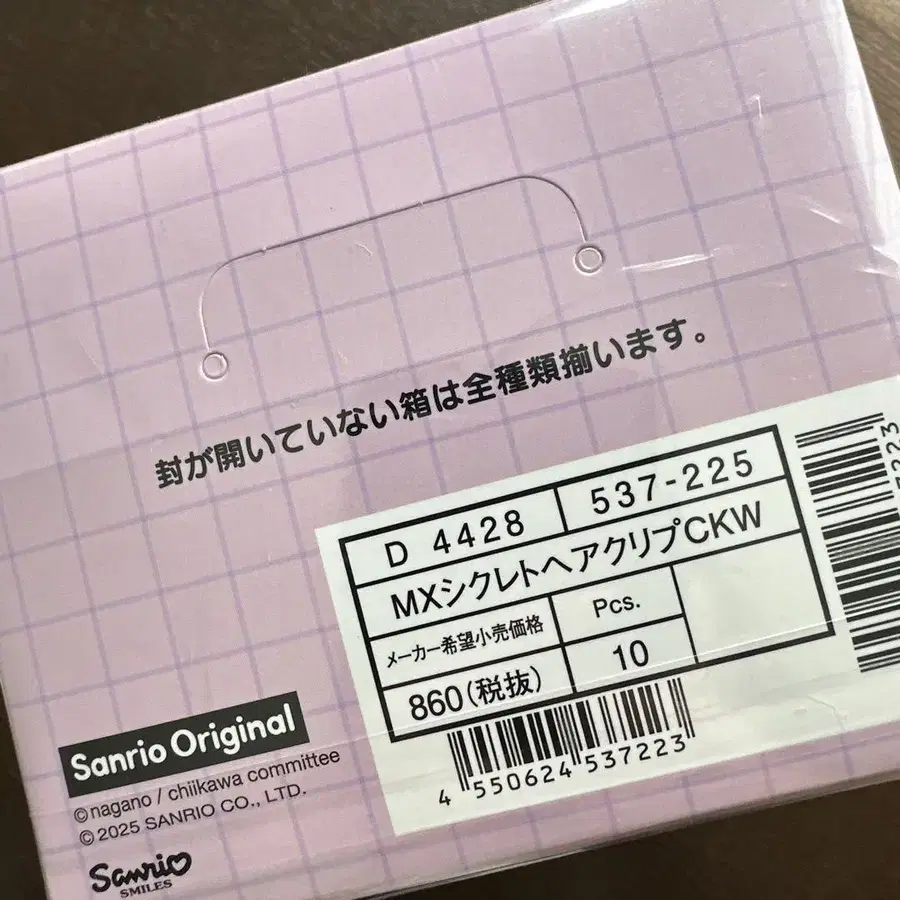 封が開いていない箱は全種類揃います。
D 4428
537-225
MXシクレトヘアクリプCKW
メーカー希望小売価格
Pcs.
860(税抜)
10
4 550624 537223
Sanrio Original
©nagano / chiikawa committee
© 2025 SANRIO CO., LTD.
Sanrio
SMILES